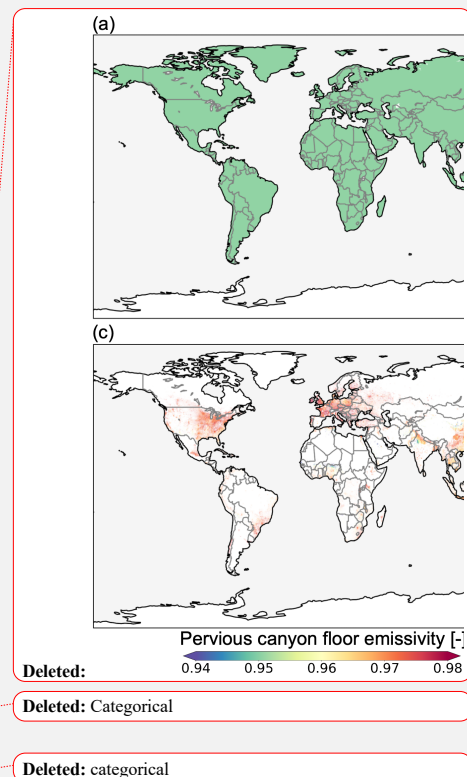 (a)
(c)
Pervious canyon floor emissivity [-]
0.94 0.95 0.96 0.97 0.98
Deleted:
Deleted: Categorical
Deleted: categorical